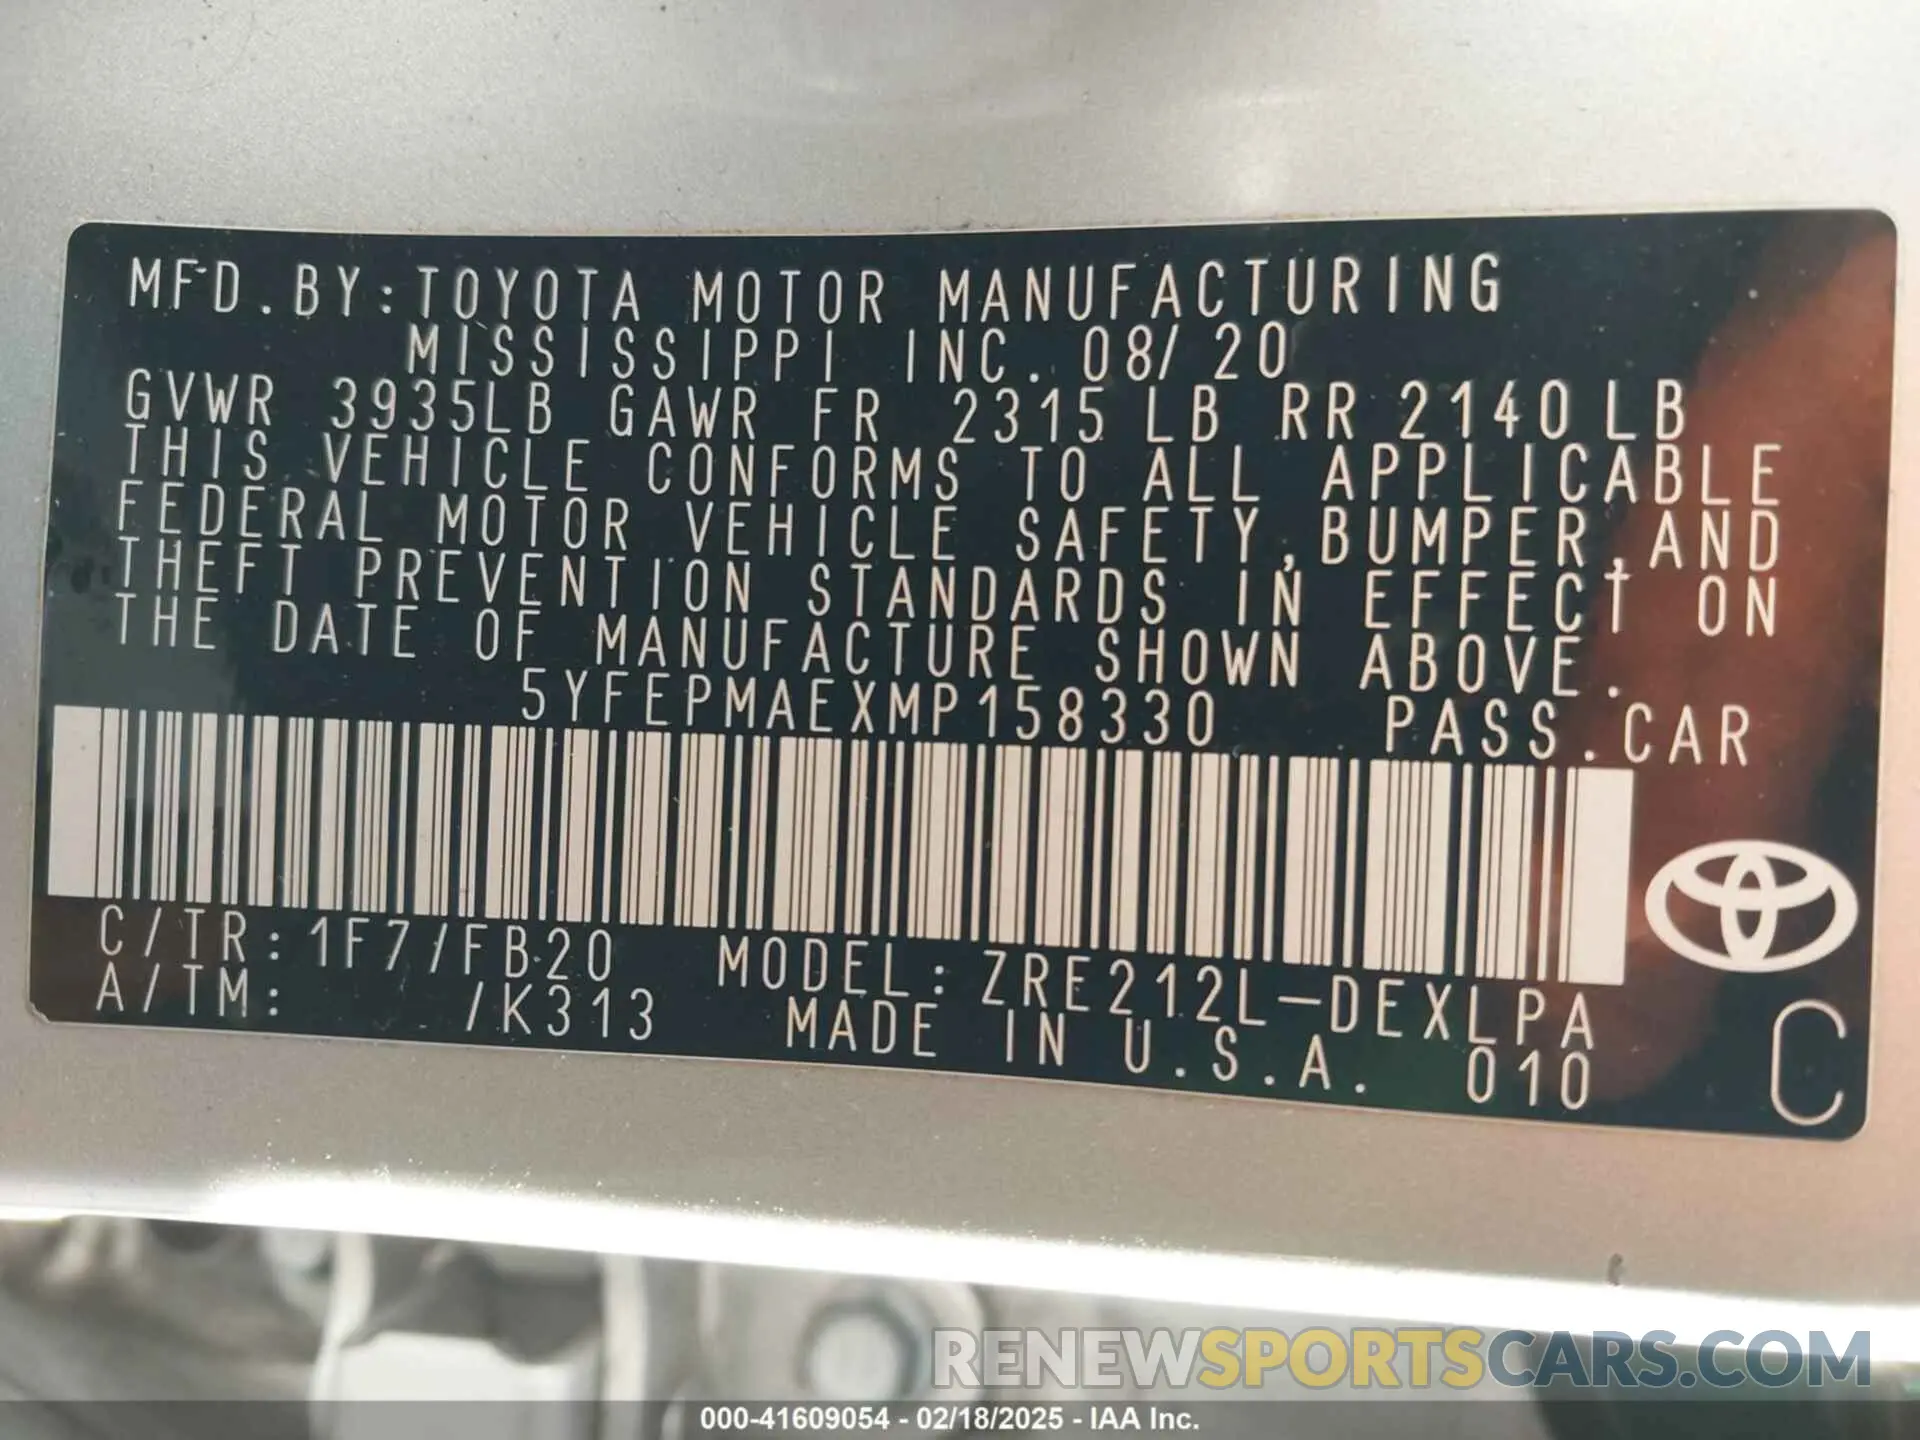 MFD.BY:TOYOTA MOTOR MANUFACTURING
MISSISSIPPI INC. 08/20
GVWR 3935LB GAWR FR 2315LB RR 2140LB
THIS VEHICLE CONFORMS TO ALL APPLICABLE
FEDERAL MOTOR VEHICLE SAFETY,BUMPER,AND
THEFT PREVENTION STANDARDS IN EFFECT ON
THE DATE OF MANUFACTURE SHOWN ABOVE.
5YFEPMAEXMP158330 PASS.CAR
C/TR:1F7/FB20 MODEL:ZRE212L-DEXLPA
A/TM: /K313 MADE IN U.S.A. 010
C
RENEWSPORTSCARS.COM
000-41609054 - 02/18/2025 - IAA Inc.